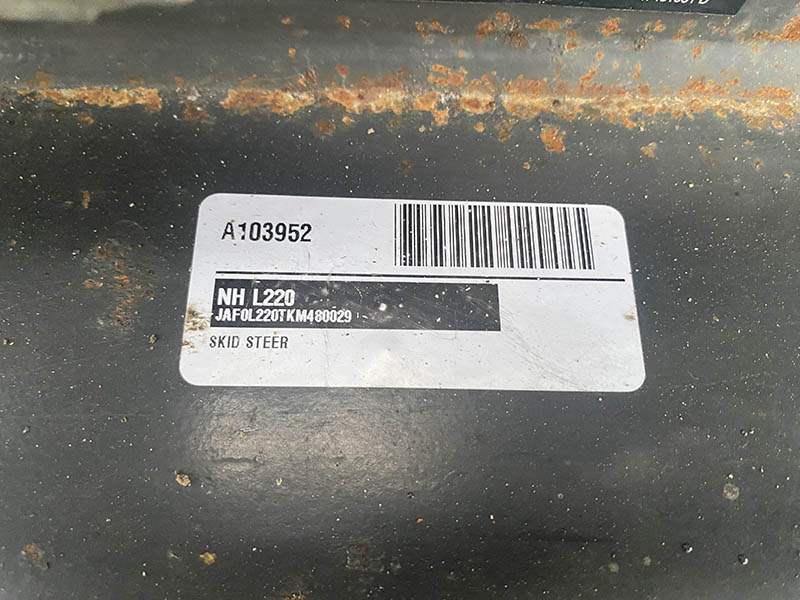 A103952
NH L220
JAF0L220TKM480029
SKID STEER